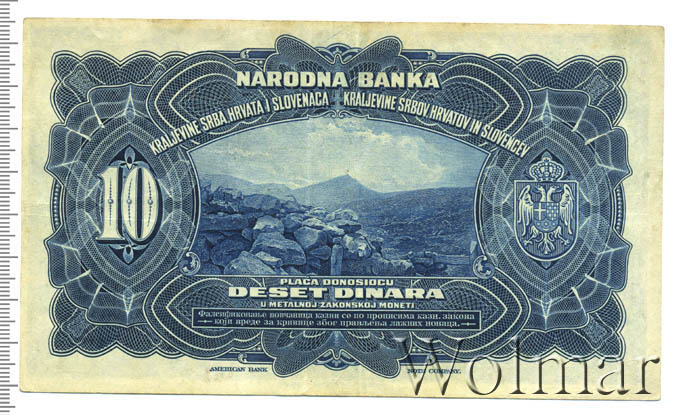 NARODNA BANKA
KRALJEVINE SRBA, HRVATA I SLOVENACA KRALJEVINE SRBOV, HRVATOV IN SLOVENCEV
10
PLAĆA DONOSIOCU
DESET DINARA
U METALNOJ ZAKONSKOJ MONETI
Фалсификовање новчаница казни се по прописима казн. закона
који вреде за кривице због прављења лажних новаца.
AMERICAN BANK NOTE COMPANY.
Wolmar